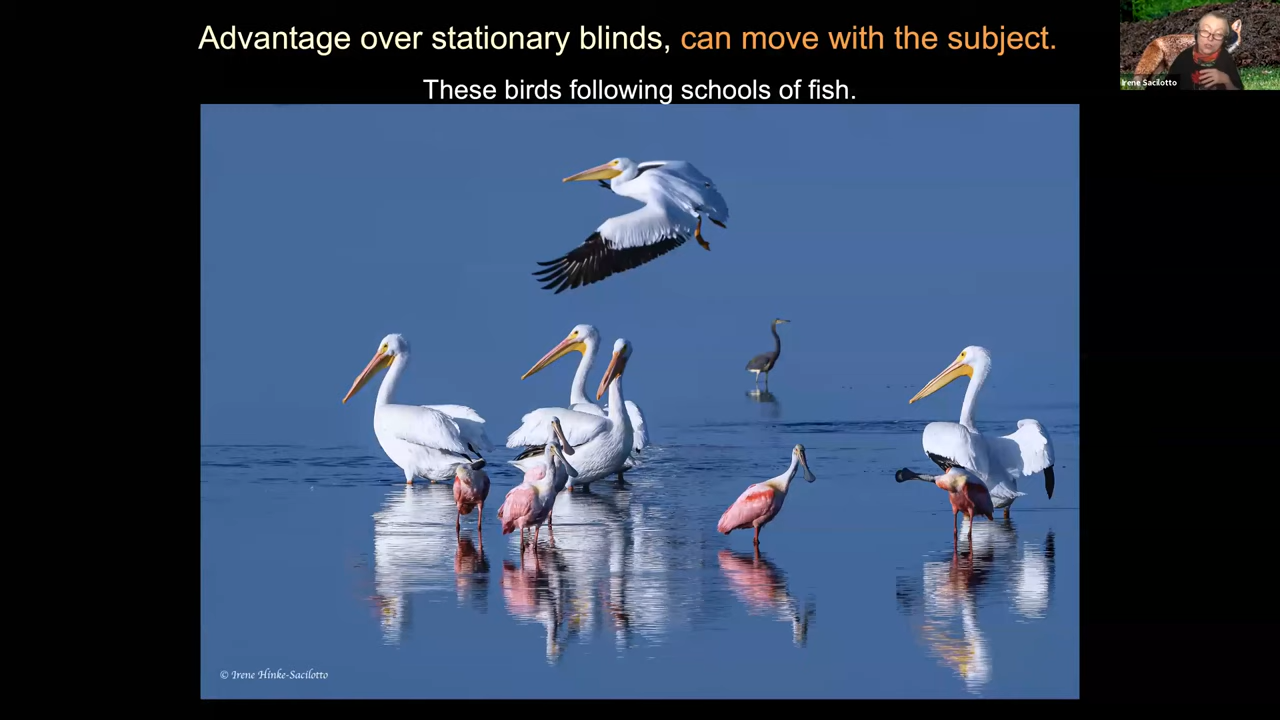 Advantage over stationary blinds, can move with the subject.
These birds following schools of fish.
Irene Sacilotto
© Irene Hinke-Sacilotto